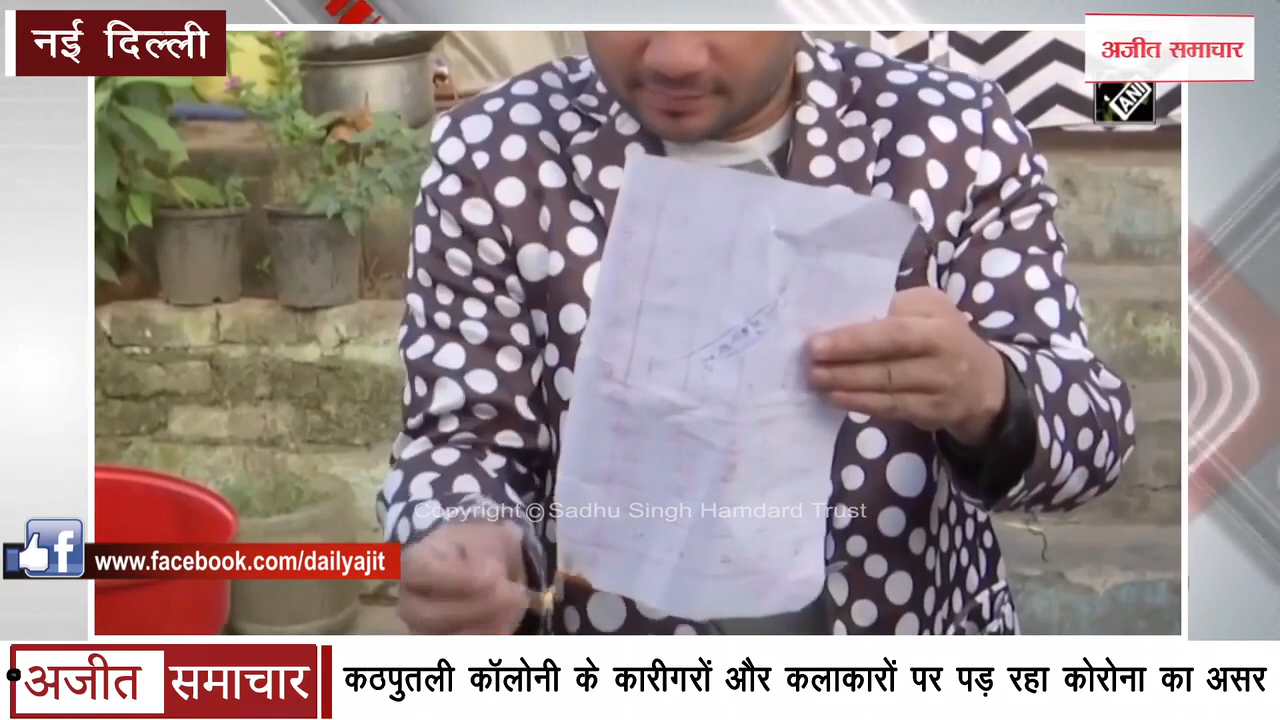 नई दिल्ली
अजीत समाचार
ANI
Copyright © Sadhu Singh Hamdard Trust
f
www.facebook.com/dailyajit
अजीत समाचार
कठपुतली कॉलोनी के कारीगरों और कलाकारों पर पड़ रहा कोरोना का असर